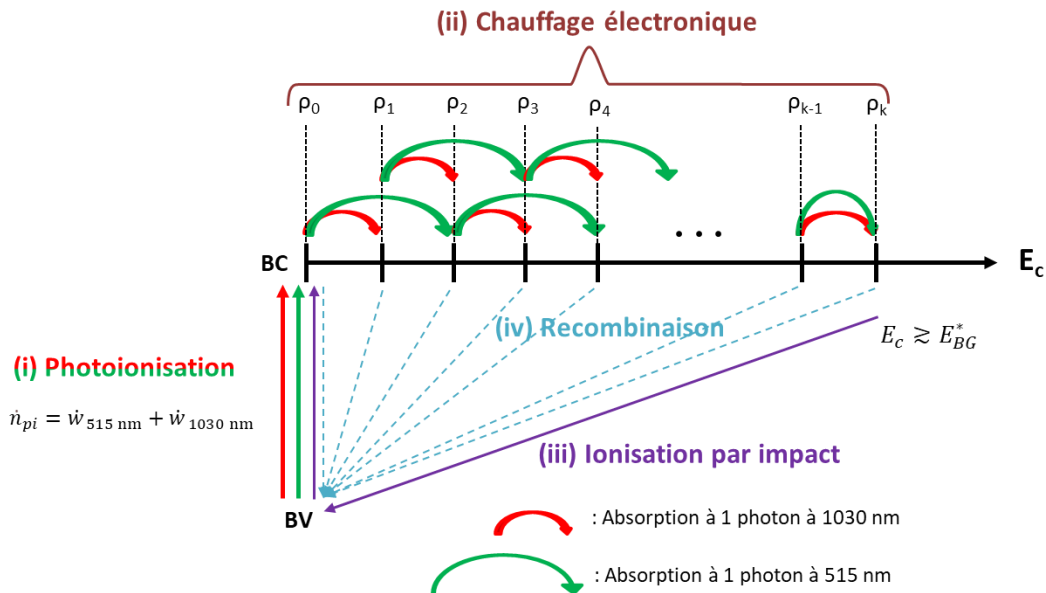 (ii) Chauffage électronique
ρ0 ρ1 ρ2 ρ3 ρ4 ρk-1 ρk
. . .
BC
Ec
(iv) Recombinaison
Ec ≳ E*BG
(i) Photoionisation
ṅpi = ẇ515 nm + ẇ1030 nm
(iii) Ionisation par impact
BV
: Absorption à 1 photon à 1030 nm
: Absorption à 1 photon à 515 nm